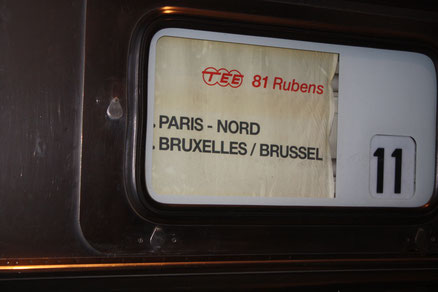 TEE 81 Rubens
. PARIS - NORD
. BRUXELLES / BRUSSEL
11